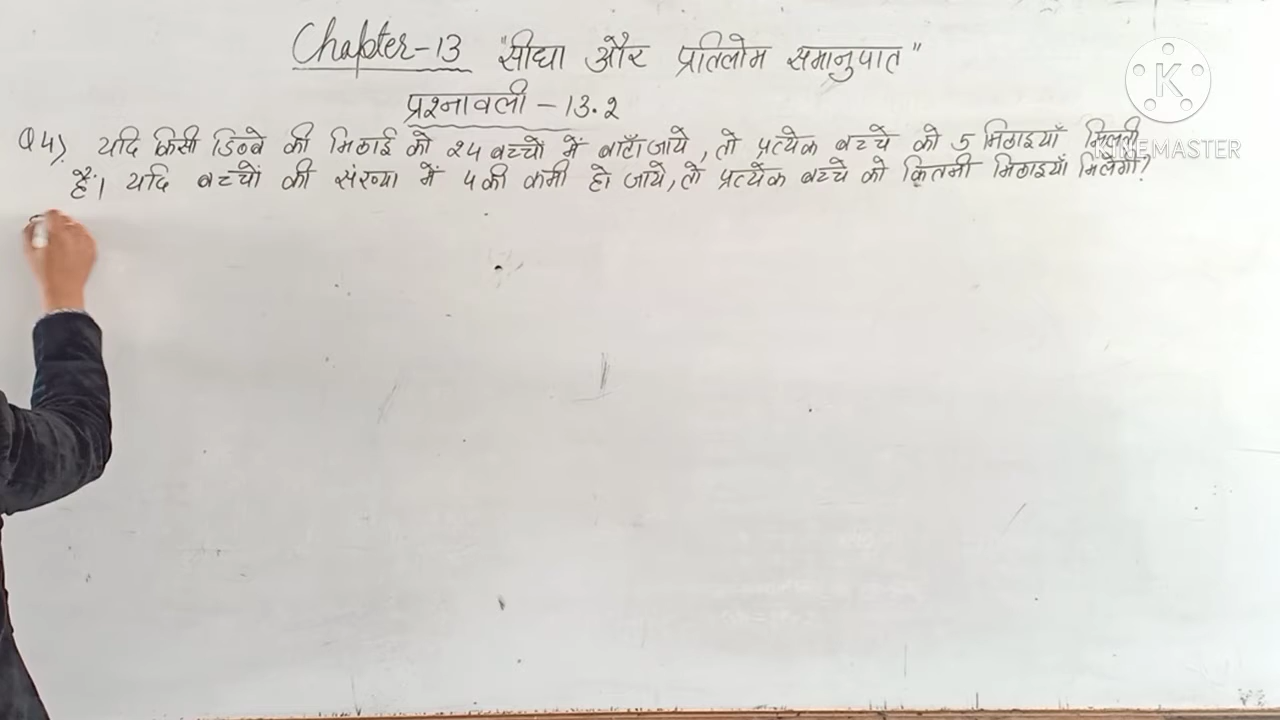 Chapter-13 "सीधा और प्रतिलोम समानुपात"
प्रश्नावली - 13.2
Q4) यदि किसी डिब्बे की मिठाई को 24 बच्चों में बाँटा जाये, तो प्रत्येक बच्चे को 5 मिठाइयाँ मिलती
हैं। यदि बच्चों की संख्या में 4 की कमी हो जाये, तो प्रत्येक बच्चे को कितनी मिठाइयाँ मिलेगी?
K
KINEMASTER